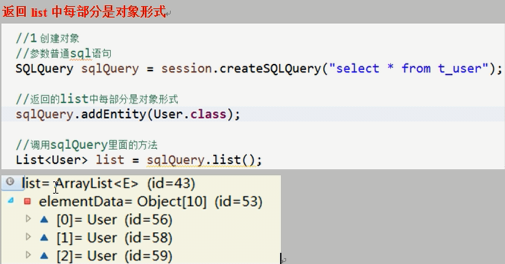 返回 list 中每部分是对象形式
//1 创建对象
//参数普通sql语句
SQLQuery sqlQuery = session.createSQLQuery("select * from t_user");
//返回的list中每部分是对象形式
sqlQuery.addEntity(User.class);
//调用sqlQuery里面的方法
List<User> list = sqlQuery.list();
list= ArrayList<E> (id=43)
elementData= Object[10] (id=53)
[0]= User (id=56)
[1]= User (id=58)
[2]= User (id=59)